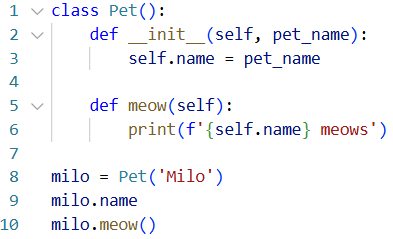 1 class Pet():
2     def __init__(self, pet_name):
3         self.name = pet_name
4
5     def meow(self):
6         print(f'{self.name} meows')
7
8 milo = Pet('Milo')
9 milo.name
10 milo.meow()